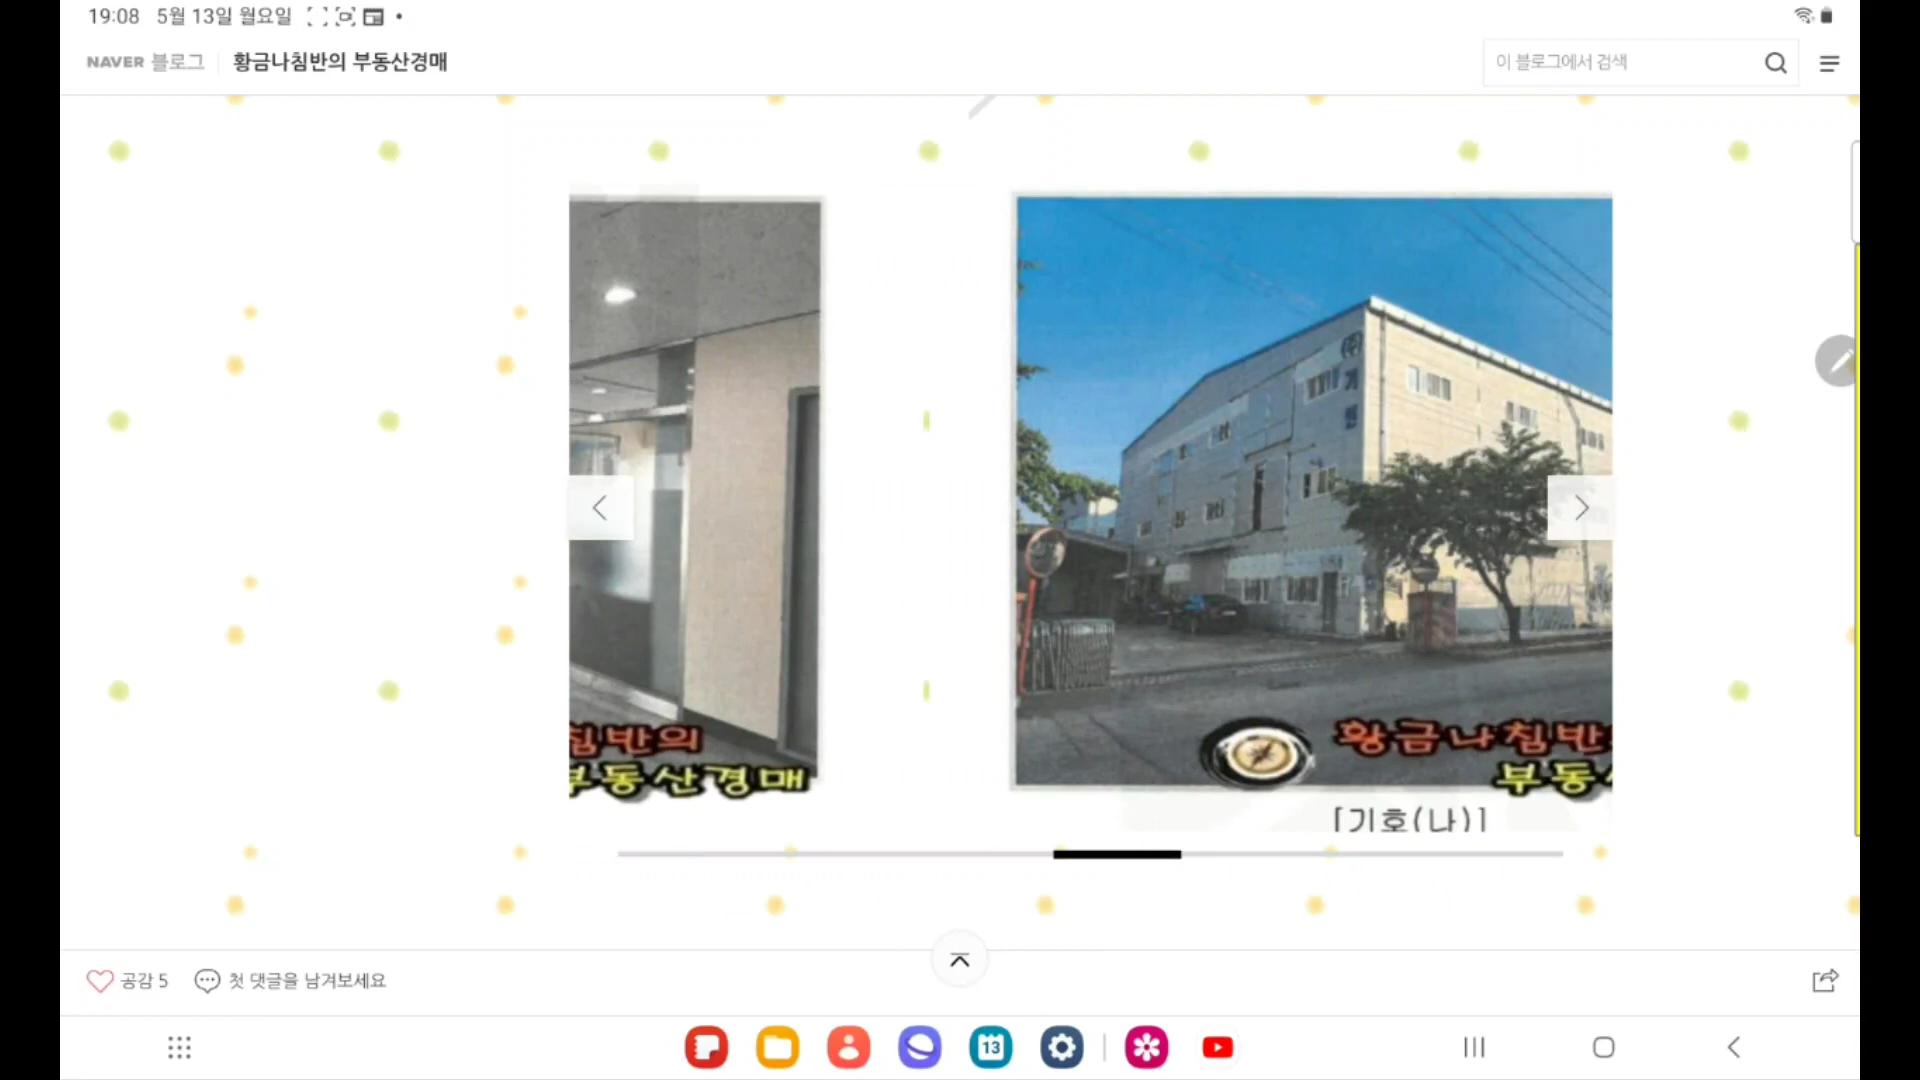 19:08 5월 13일 월요일
NAVER 블로그 황금나침반의 부동산경매
이 블로그에서 검색
침반의
부동산경매
(주)기
황금나침반
부동
[기호(나)]
공감 5 첫 댓글을 남겨보세요
13